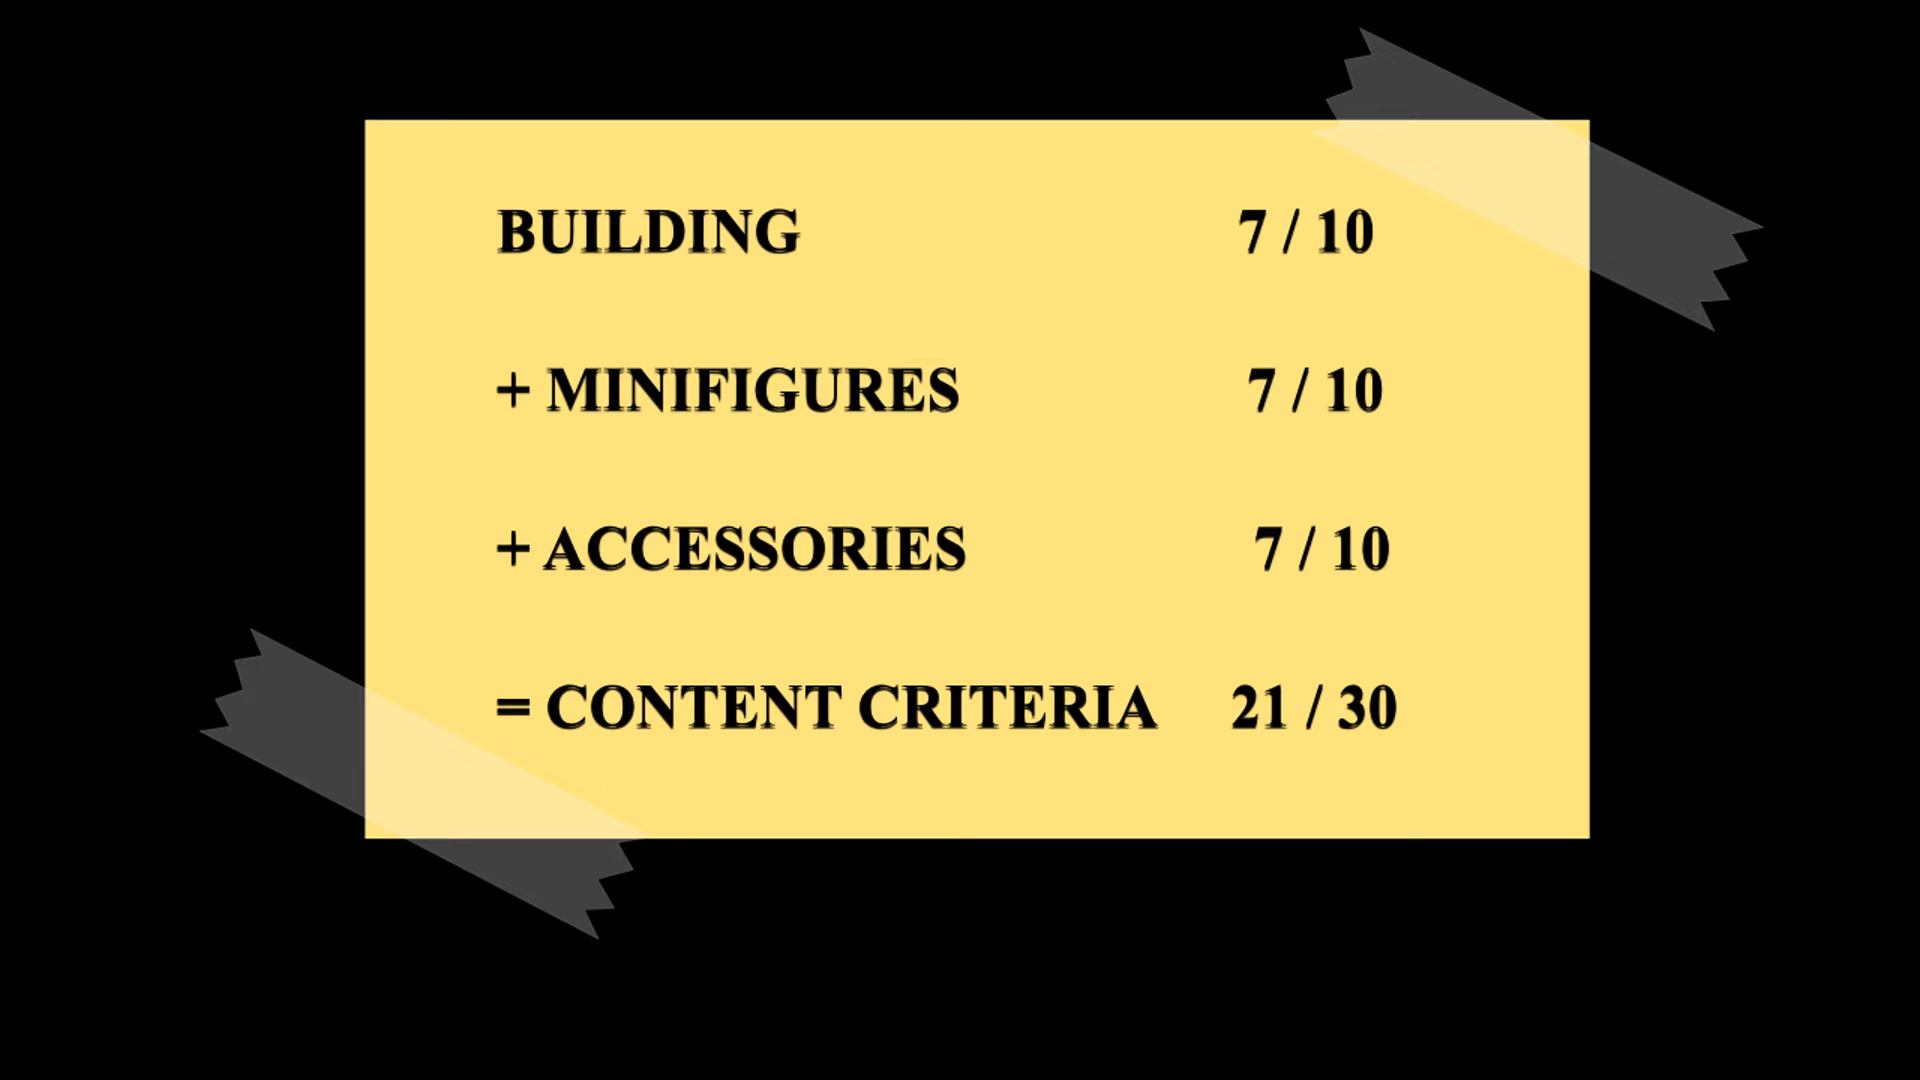 BUILDING 7 / 10
+ MINIFIGURES 7 / 10
+ ACCESSORIES 7 / 10
= CONTENT CRITERIA 21 / 30